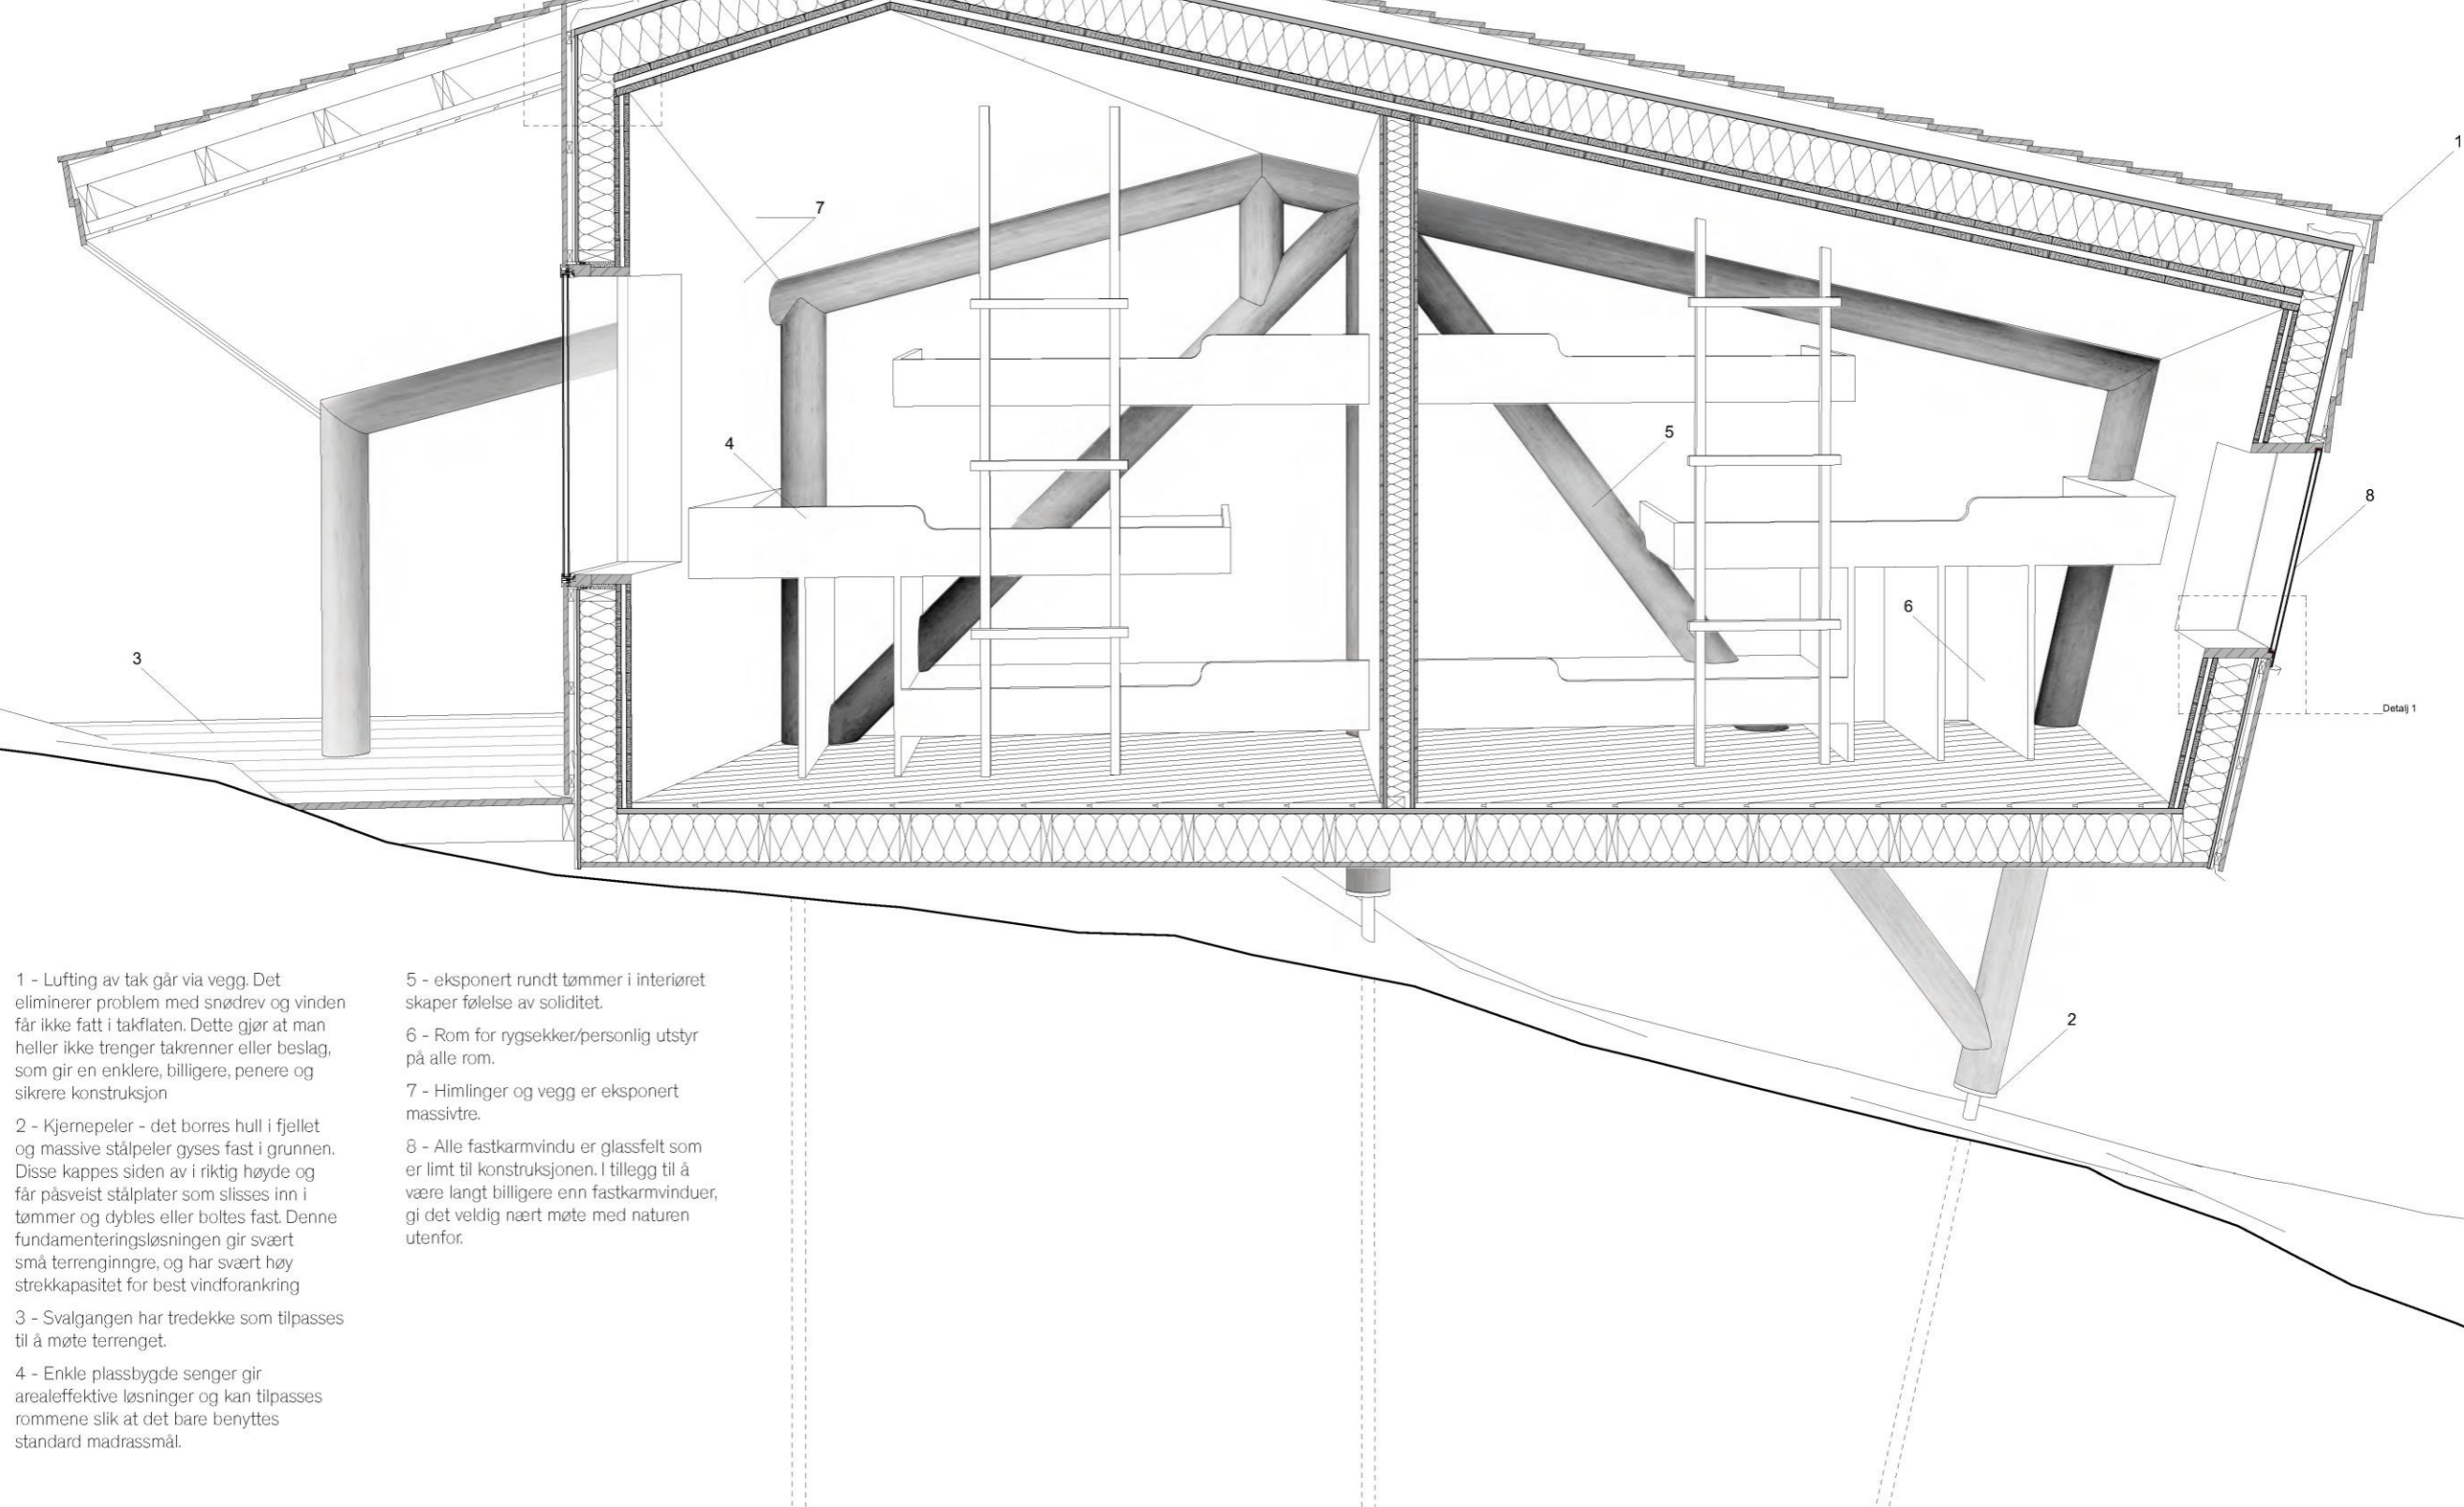 1
7
4
5
8
6
3
Detalj 1
2
1 - Lufting av tak går via vegg. Det
eliminerer problem med snødrev og vinden
får ikke fatt i takflaten. Dette gjør at man
heller ikke trenger takrenner eller beslag,
som gir en enklere, billigere, penere og
sikrere konstruksjon
2 - Kjernepeler - det borres hull i fjellet
og massive stålpeler gyses fast i grunnen.
Disse kappes siden av i riktig høyde og
får påsveist stålplater som slisses inn i
tømmer og dybles eller boltes fast. Denne
fundamenteringsløsningen gir svært
små terrenginngre, og har svært høy
strekkapasitet for best vindforankring
3 - Svalgangen har tredekke som tilpasses
til å møte terrenget.
4 - Enkle plassbygde senger gir
arealeffektive løsninger og kan tilpasses
rommene slik at det bare benyttes
standard madrassmål.
5 - eksponert rundt tømmer i interiøret
skaper følelse av soliditet.
6 - Rom for rygsekker/personlig utstyr
på alle rom.
7 - Himlinger og vegg er eksponert
massivtre.
8 - Alle fastkarmvindu er glassfelt som
er limt til konstruksjonen. I tillegg til å
være langt billigere enn fastkarmvinduer,
gi det veldig nært møte med naturen
utenfor.